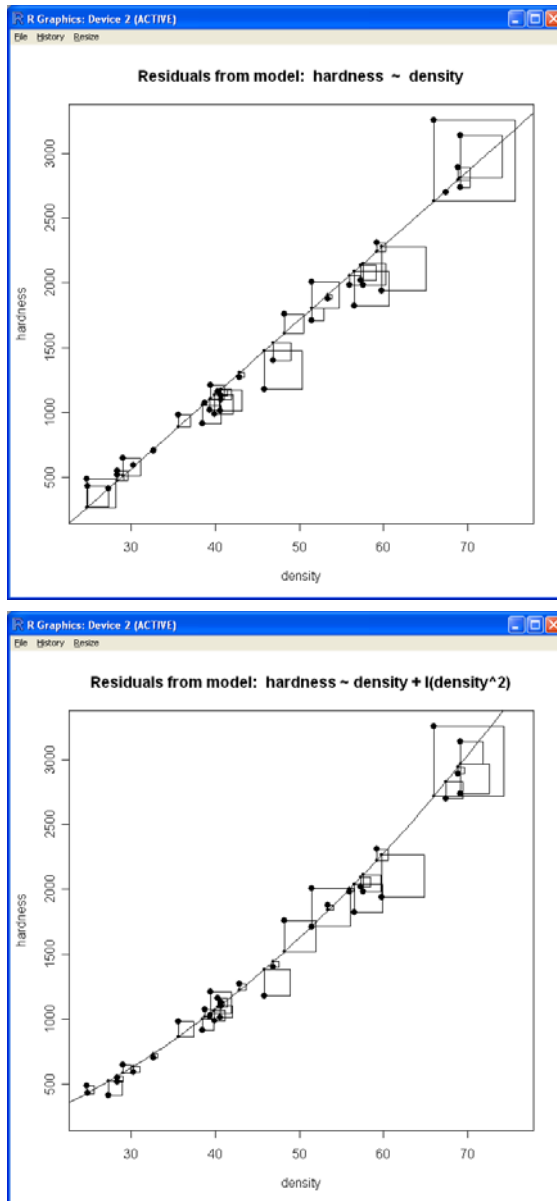 R Graphics: Device 2 (ACTIVE)
File History Resize
Residuals from model: hardness ~ density
3000
2500
2000
1500
1000
500
hardness
30 40 50 60 70
density
R Graphics: Device 2 (ACTIVE)
File History Resize
Residuals from model: hardness ~ density + I(density^2)
3000
2500
2000
1500
1000
500
hardness
30 40 50 60 70
density